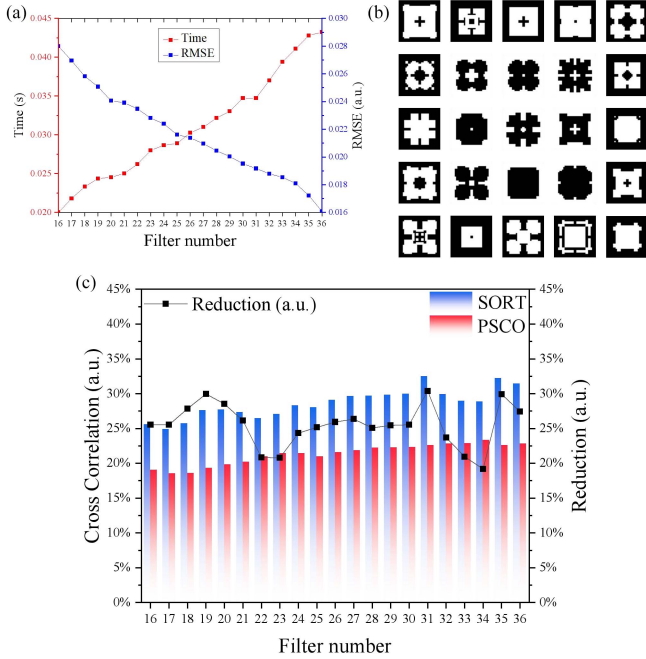 (a)
Time
RMSE
Time (s)
0.045
0.040
0.035
0.030
0.025
0.020
RMSE (a.u.)
0.030
0.028
0.026
0.024
0.022
0.020
0.018
0.016
16 17 18 19 20 21 22 23 24 25 26 27 28 29 30 31 32 33 34 35 36
Filter number
(b)
(c)
Reduction (a.u.)
SORT
PSCO
Cross Correlation (a.u.)
45%
40%
35%
30%
25%
20%
15%
10%
5%
0%
Reduction (a.u.)
45%
40%
35%
30%
25%
20%
15%
10%
5%
0%
16 17 18 19 20 21 22 23 24 25 26 27 28 29 30 31 32 33 34 35 36
Filter number